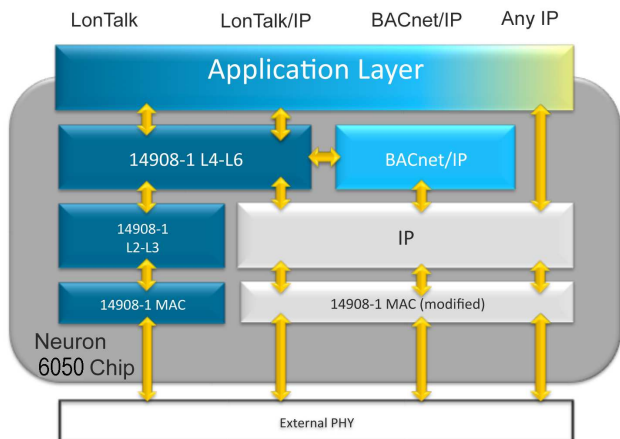 LonTalk LonTalk/IP BACnet/IP Any IP
Application Layer
14908-1 L4-L6
BACnet/IP
14908-1
L2-L3
IP
14908-1 MAC
14908-1 MAC (modified)
Neuron
6050 Chip
External PHY